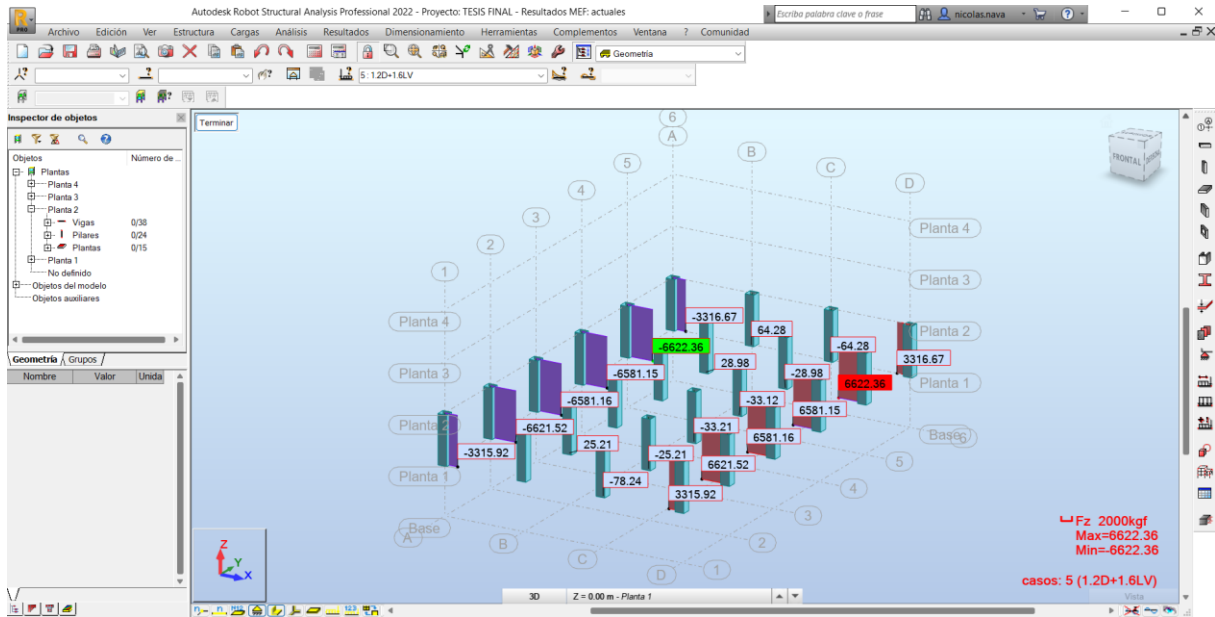 Autodesk Robot Structural Analysis Professional 2022 - Proyecto: TESIS FINAL - Resultados MEF: actuales
Escriba palabra clave o frase
nicolas.nava
PRO
Archivo Edición Ver Estructura Cargas Análisis Resultados Dimensionamiento Herramientas Complementos Ventana ? Comunidad
Geometría
5 : 1.2D+1.6LV
Inspector de objetos
Objetos Número de ...
Plantas
Planta 4
Planta 3
Planta 2
Vigas 0/38
Pilares 0/24
Plantas 0/15
Planta 1
No definido
Objetos del modelo
Objetos auxiliares
Geometría Grupos
Nombre Valor Unida
Terminar
FRONTAL
6
A
5
B
C
4
D
3
2
1
Planta 4
Planta 3
Planta 2
Planta 1
Base
6
Planta 4
Planta 3
Planta 2
Planta 1
Base
A
B
C
D
1
2
3
4
5
-3316.67
64.28
-64.28
3316.67
-6622.36
28.98
-28.98
6622.36
-6581.15
-33.12
6581.15
-6581.16
-33.21
6581.16
-6621.52
25.21
-25.21
6621.52
-3315.92
-78.24
3315.92
Z
Y
X
Fz 2000kgf
Max=6622.36
Min=-6622.36
casos: 5 (1.2D+1.6LV)
3D Z = 0.00 m - Planta 1
Vista